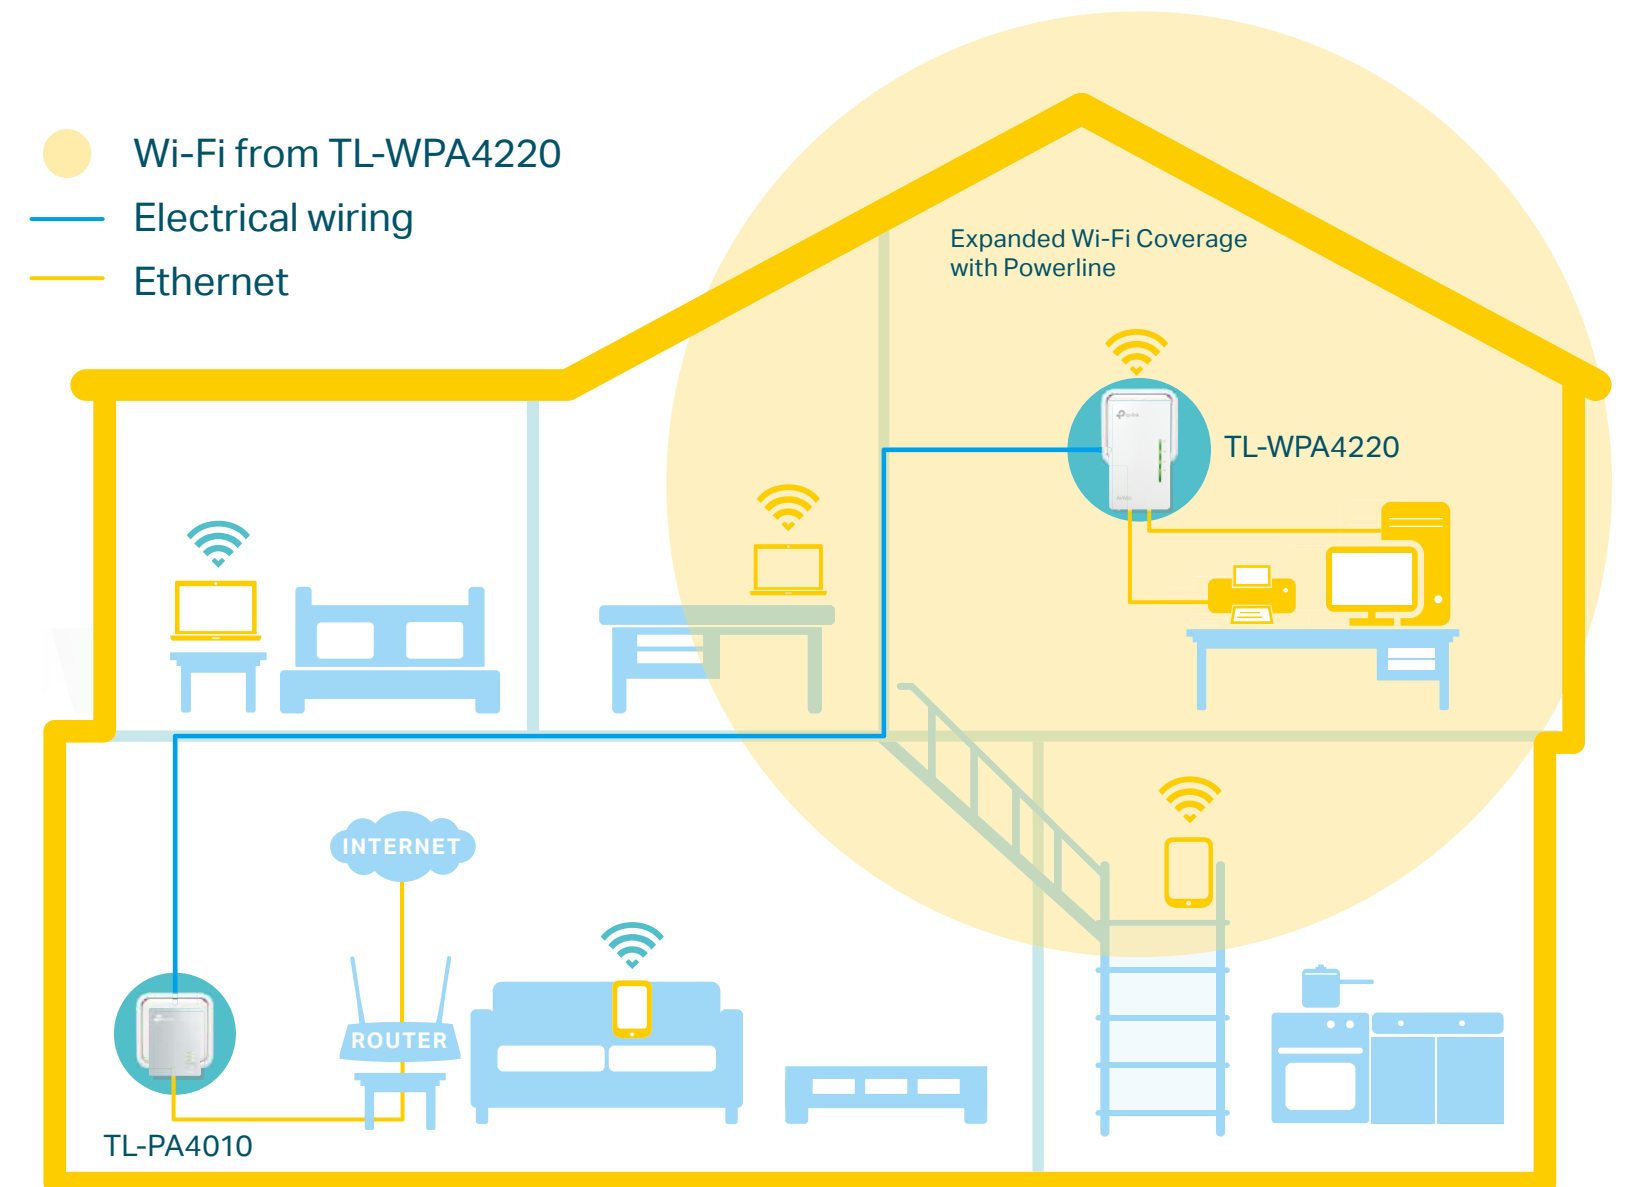 Wi-Fi from TL-WPA4220
Electrical wiring
Ethernet
Expanded Wi-Fi Coverage
with Powerline
TL-WPA4220
INTERNET
ROUTER
TL-PA4010